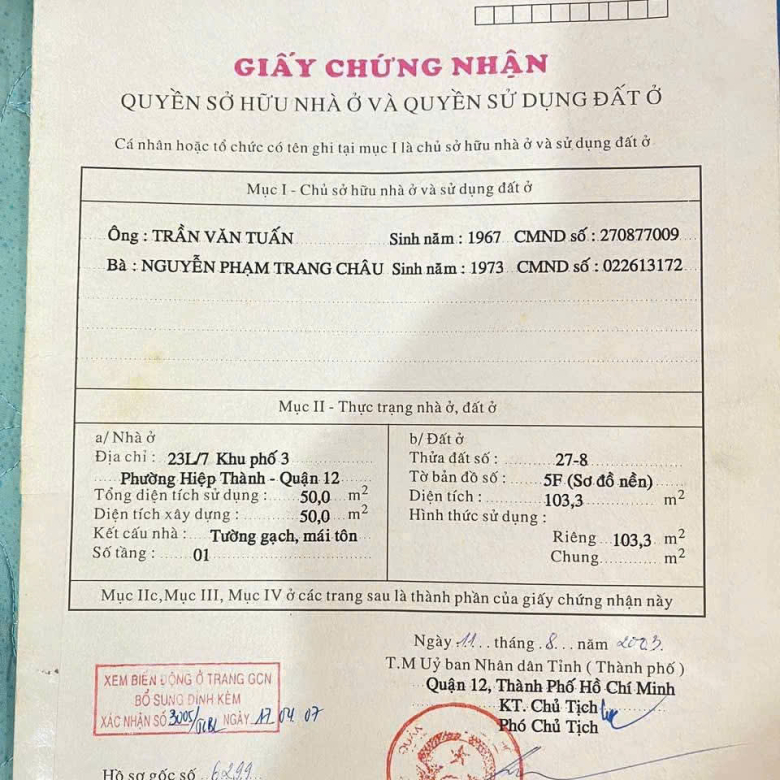 GIẤY CHỨNG NHẬN
QUYỀN SỞ HỮU NHÀ Ở VÀ QUYỀN SỬ DỤNG ĐẤT Ở
Cá nhân hoặc tổ chức có tên ghi tại mục I là chủ sở hữu nhà ở và sử dụng đất ở
Mục I - Chủ sở hữu nhà ở và sử dụng đất ở
Ông : TRẦN VĂN TUẤN Sinh năm : 1967 CMND số : 270877009
Bà : NGUYỄN PHẠM TRANG CHÂU Sinh năm : 1973 CMND số : 022613172
Mục II - Thực trạng nhà ở, đất ở
a/ Nhà ở
Địa chỉ : 23L/7 Khu phố 3
Phường Hiệp Thành - Quận 12
Tổng diện tích sử dụng : 50,0 m²
Diện tích xây dựng : 50,0 m²
Kết cấu nhà : Tường gạch, mái tôn
Số tầng : 01
b/ Đất ở
Thửa đất số : 27-8
Tờ bản đồ số : 5F (Sơ đồ nền)
Diện tích : 103,3 m²
Hình thức sử dụng :
Riêng 103,3 m²
Chung m²
Mục IIc, Mục III, Mục IV ở các trang sau là thành phần của giấy chứng nhận này
Ngày 11 tháng 8 năm 2003
T.M Uỷ ban Nhân dân Tỉnh ( Thành phố )
Quận 12, Thành Phố Hồ Chí Minh
KT. Chủ Tịch
Phó Chủ Tịch
XEM BIẾN ĐỘNG Ở TRANG GCN
BỔ SUNG ĐÍNH KÈM
XÁC NHẬN SỐ 3005/ NGÀY 17 04 07
Hồ sơ gốc số 6299